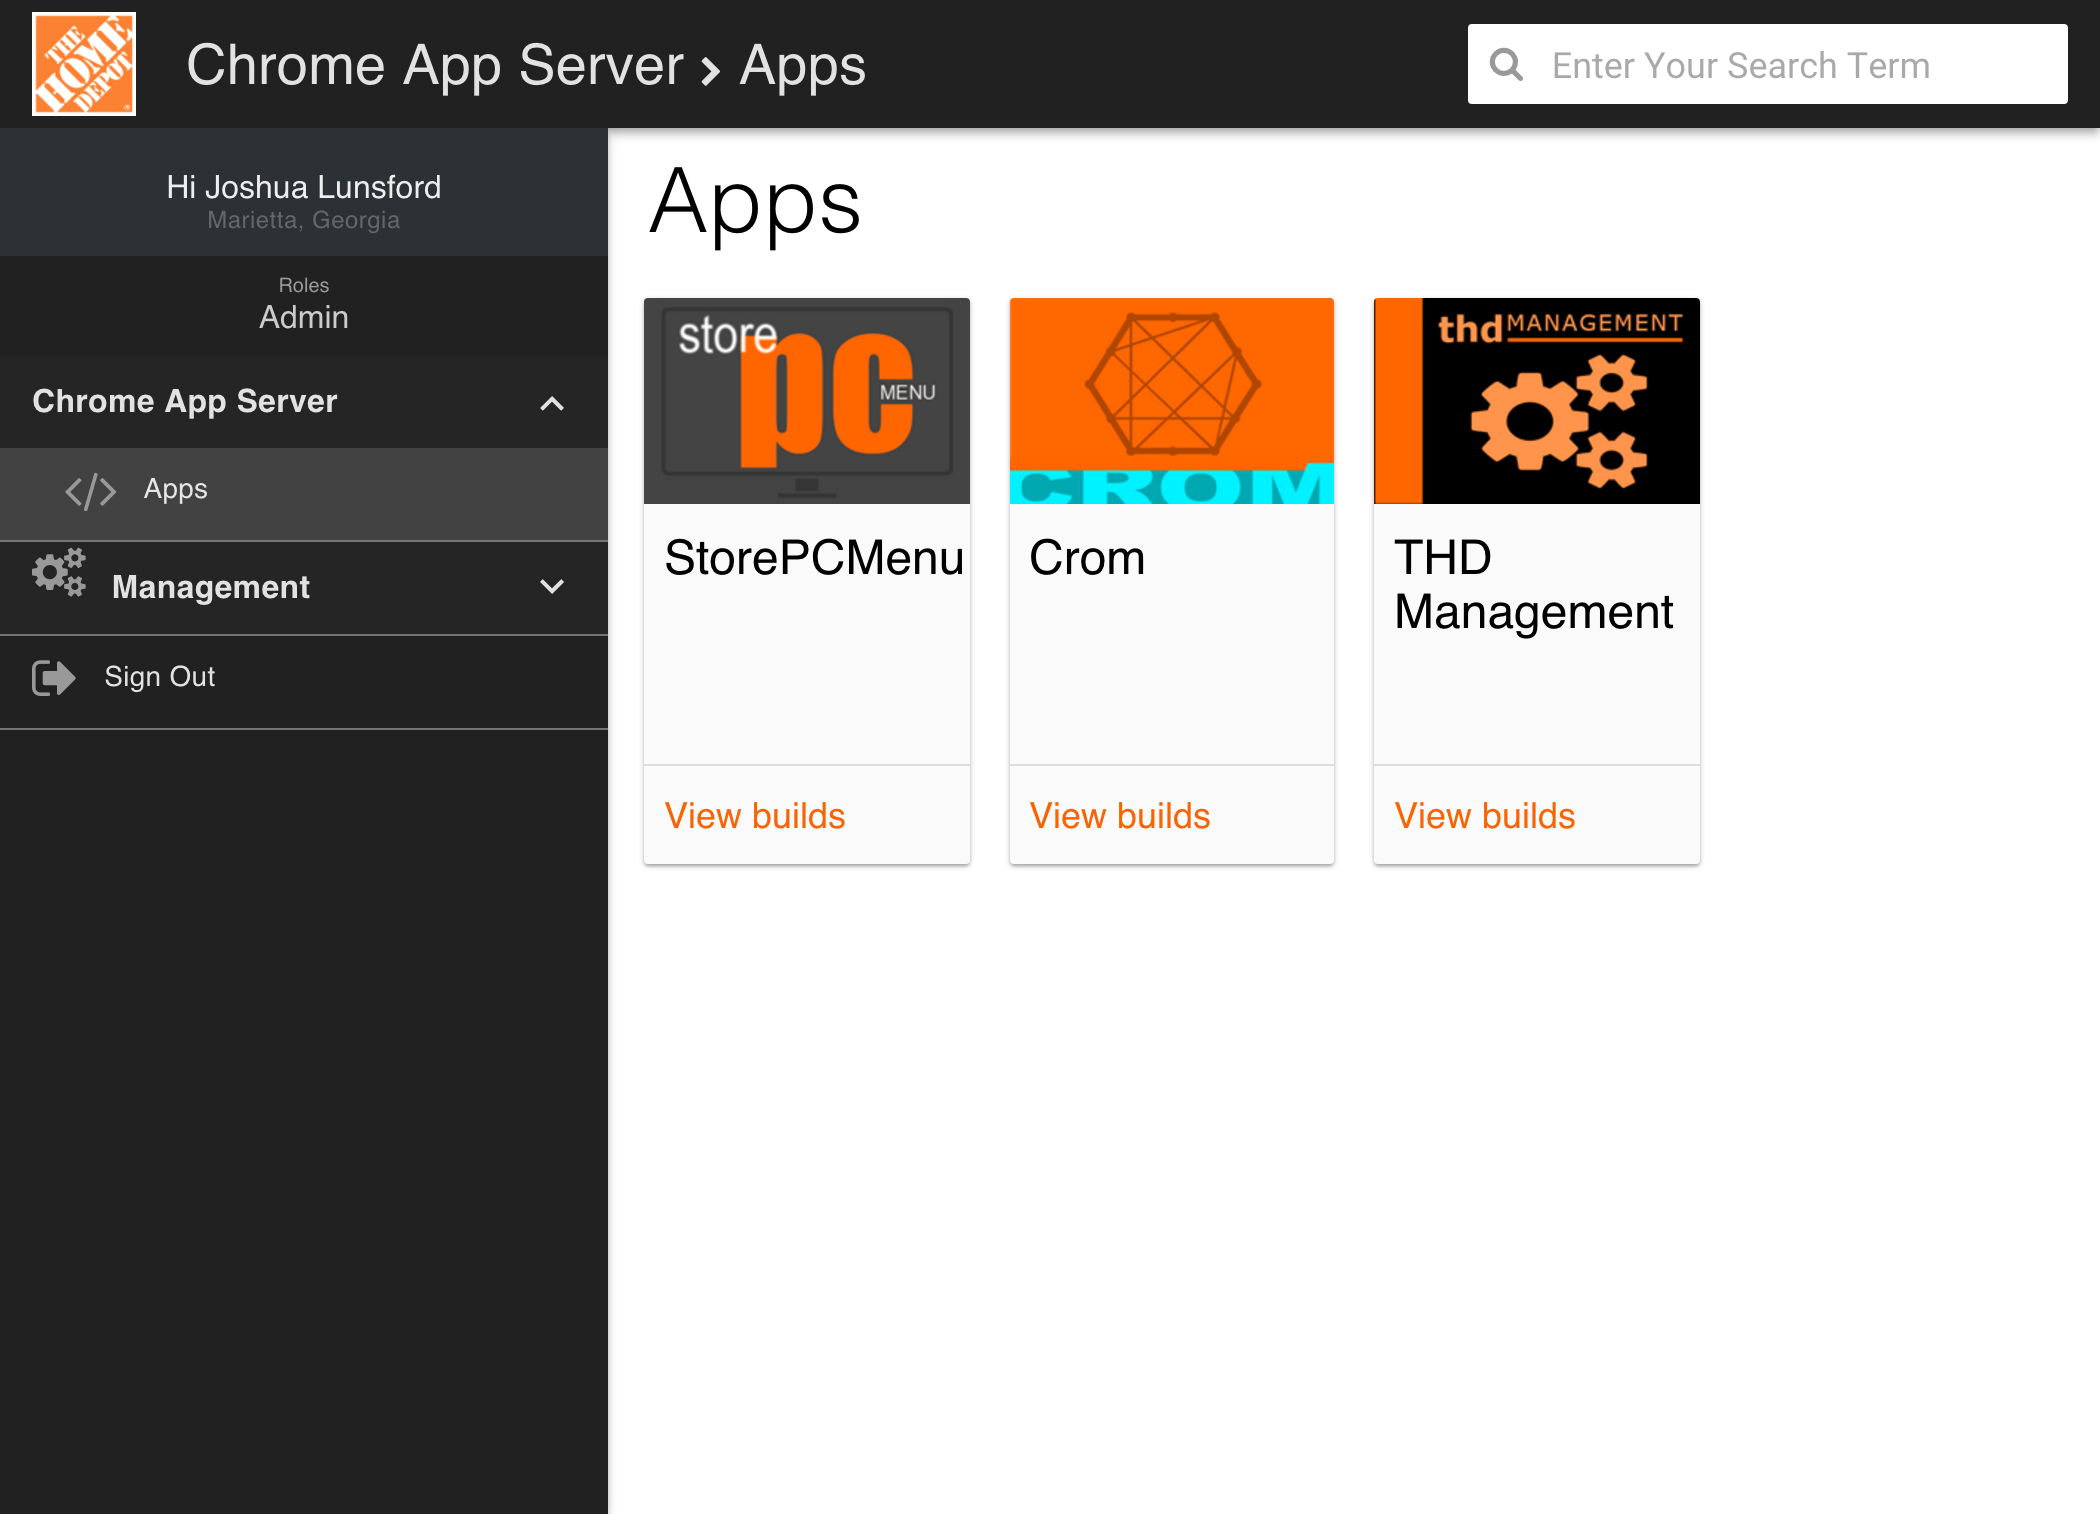 THE
HOME
DEPOT
Chrome App Server › Apps
Enter Your Search Term
Hi Joshua Lunsford
Marietta, Georgia
Roles
Admin
Chrome App Server
</> Apps
Management
Sign Out
Apps
store
pc
MENU
StorePCMenu
View builds
CROM
Crom
View builds
thd MANAGEMENT
THD
Management
View builds